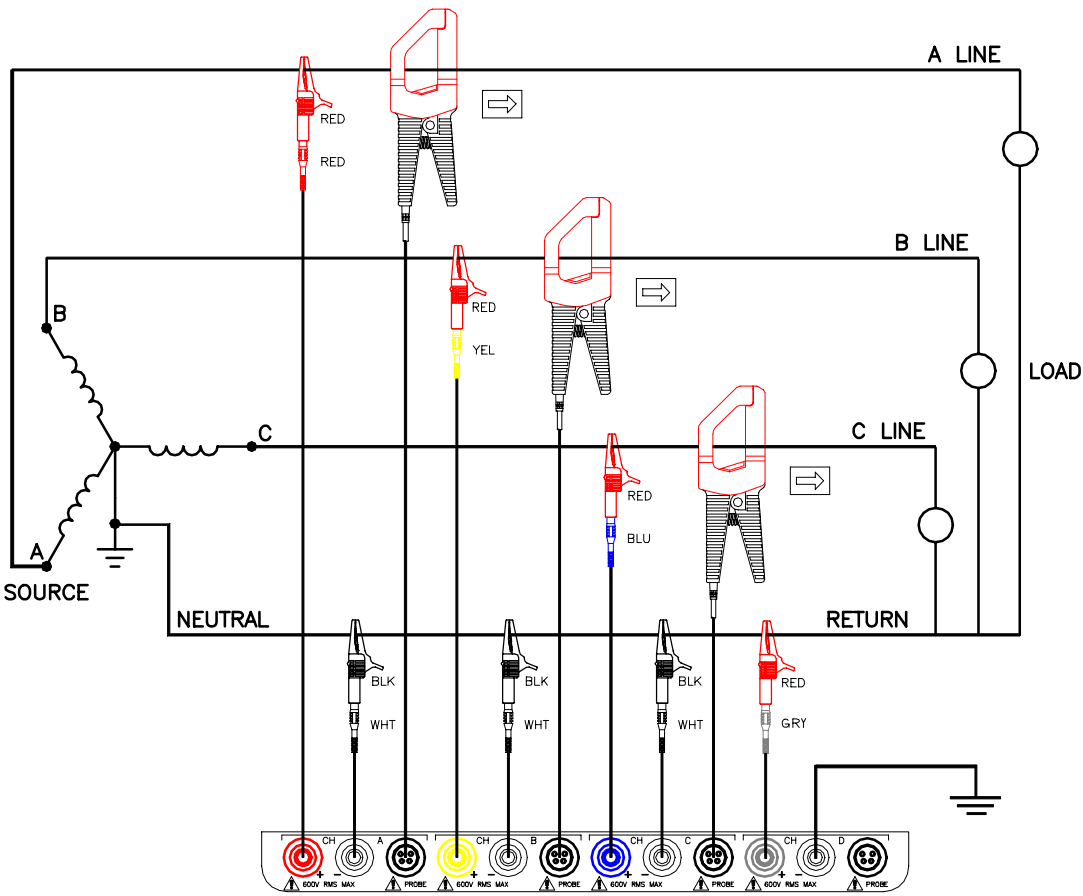 A LINE
RED
RED
B LINE
B
RED
YEL
LOAD
C
C LINE
RED
BLU
A
SOURCE
NEUTRAL
RETURN
BLK
BLK
BLK
RED
WHT
WHT
WHT
GRY
CH A CH B CH C CH D
+ − + − + − + −
600V RMS MAX PROBE 600V RMS MAX PROBE 600V RMS MAX PROBE 600V RMS MAX PROBE